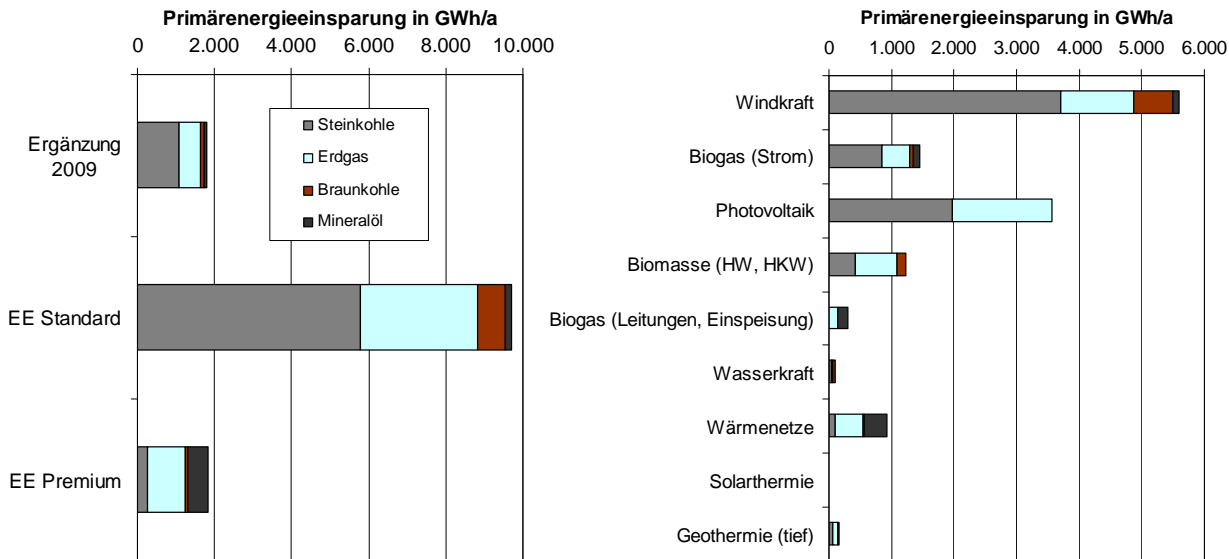 Primärenergieeinsparung in GWh/a
0 2.000 4.000 6.000 8.000 10.000
Ergänzung
2009
EE Standard
EE Premium
Steinkohle
Erdgas
Braunkohle
Mineralöl
Primärenergieeinsparung in GWh/a
0 1.000 2.000 3.000 4.000 5.000 6.000
Windkraft
Biogas (Strom)
Photovoltaik
Biomasse (HW, HKW)
Biogas (Leitungen, Einspeisung)
Wasserkraft
Wärmenetze
Solarthermie
Geothermie (tief)